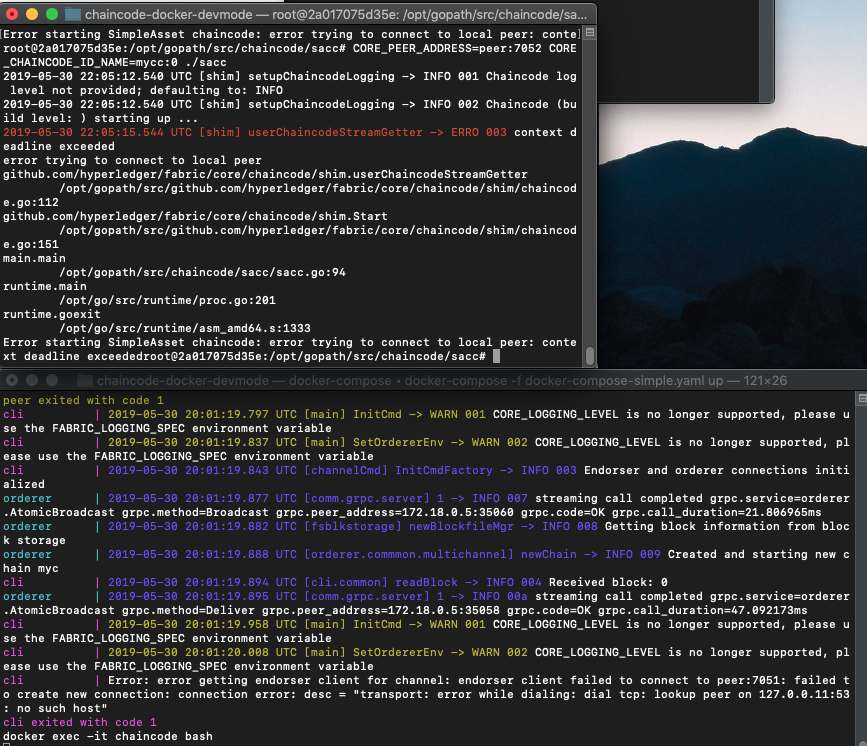 chaincode-docker-devmode — root@2a017075d35e: /opt/gopath/src/chaincode/sa...
[Error starting SimpleAsset chaincode: error trying to connect to local peer: conte]
root@2a017075d35e:/opt/gopath/src/chaincode/sacc# CORE_PEER_ADDRESS=peer:7052 CORE
_CHAINCODE_ID_NAME=mycc:0 ./sacc
2019-05-30 22:05:12.540 UTC [shim] setupChaincodeLogging -> INFO 001 Chaincode log
 level not provided; defaulting to: INFO
2019-05-30 22:05:12.540 UTC [shim] setupChaincodeLogging -> INFO 002 Chaincode (bu
ild level: ) starting up ...
2019-05-30 22:05:15.544 UTC [shim] userChaincodeStreamGetter -> ERRO 003 context d
eadline exceeded
error trying to connect to local peer
github.com/hyperledger/fabric/core/chaincode/shim.userChaincodeStreamGetter
        /opt/gopath/src/github.com/hyperledger/fabric/core/chaincode/shim/chaincod
e.go:112
github.com/hyperledger/fabric/core/chaincode/shim.Start
        /opt/gopath/src/github.com/hyperledger/fabric/core/chaincode/shim/chaincod
e.go:151
main.main
        /opt/gopath/src/chaincode/sacc/sacc.go:94
runtime.main
        /opt/go/src/runtime/proc.go:201
runtime.goexit
        /opt/go/src/runtime/asm_amd64.s:1333
Error starting SimpleAsset chaincode: error trying to connect to local peer: conte
xt deadline exceededroot@2a017075d35e:/opt/gopath/src/chaincode/sacc#
chaincode-docker-devmode — docker-compose • docker-compose -f docker-compose-simple.yaml up — 121×26
peer exited with code 1
cli          | 2019-05-30 20:01:19.797 UTC [main] InitCmd -> WARN 001 CORE_LOGGING_LEVEL is no longer supported, please u
se the FABRIC_LOGGING_SPEC environment variable
cli          | 2019-05-30 20:01:19.837 UTC [main] SetOrdererEnv -> WARN 002 CORE_LOGGING_LEVEL is no longer supported, pl
ease use the FABRIC_LOGGING_SPEC environment variable
cli          | 2019-05-30 20:01:19.843 UTC [channelCmd] InitCmdFactory -> INFO 003 Endorser and orderer connections initi
alized
orderer      | 2019-05-30 20:01:19.877 UTC [comm.grpc.server] 1 -> INFO 007 streaming call completed grpc.service=orderer
.AtomicBroadcast grpc.method=Broadcast grpc.peer_address=172.18.0.5:35060 grpc.code=OK grpc.call_duration=21.806965ms
orderer      | 2019-05-30 20:01:19.882 UTC [fsblkstorage] newBlockfileMgr -> INFO 008 Getting block information from bloc
k storage
orderer      | 2019-05-30 20:01:19.888 UTC [orderer.commmon.multichannel] newChain -> INFO 009 Created and starting new c
hain myc
cli          | 2019-05-30 20:01:19.894 UTC [cli.common] readBlock -> INFO 004 Received block: 0
orderer      | 2019-05-30 20:01:19.895 UTC [comm.grpc.server] 1 -> INFO 00a streaming call completed grpc.service=orderer
.AtomicBroadcast grpc.method=Deliver grpc.peer_address=172.18.0.5:35058 grpc.code=OK grpc.call_duration=47.092173ms
cli          | 2019-05-30 20:01:19.958 UTC [main] InitCmd -> WARN 001 CORE_LOGGING_LEVEL is no longer supported, please u
se the FABRIC_LOGGING_SPEC environment variable
cli          | 2019-05-30 20:01:20.008 UTC [main] SetOrdererEnv -> WARN 002 CORE_LOGGING_LEVEL is no longer supported, pl
ease use the FABRIC_LOGGING_SPEC environment variable
cli          | Error: error getting endorser client for channel: endorser client failed to connect to peer:7051: failed t
o create new connection: connection error: desc = "transport: error while dialing: dial tcp: lookup peer on 127.0.0.11:53
: no such host"
cli exited with code 1
docker exec -it chaincode bash